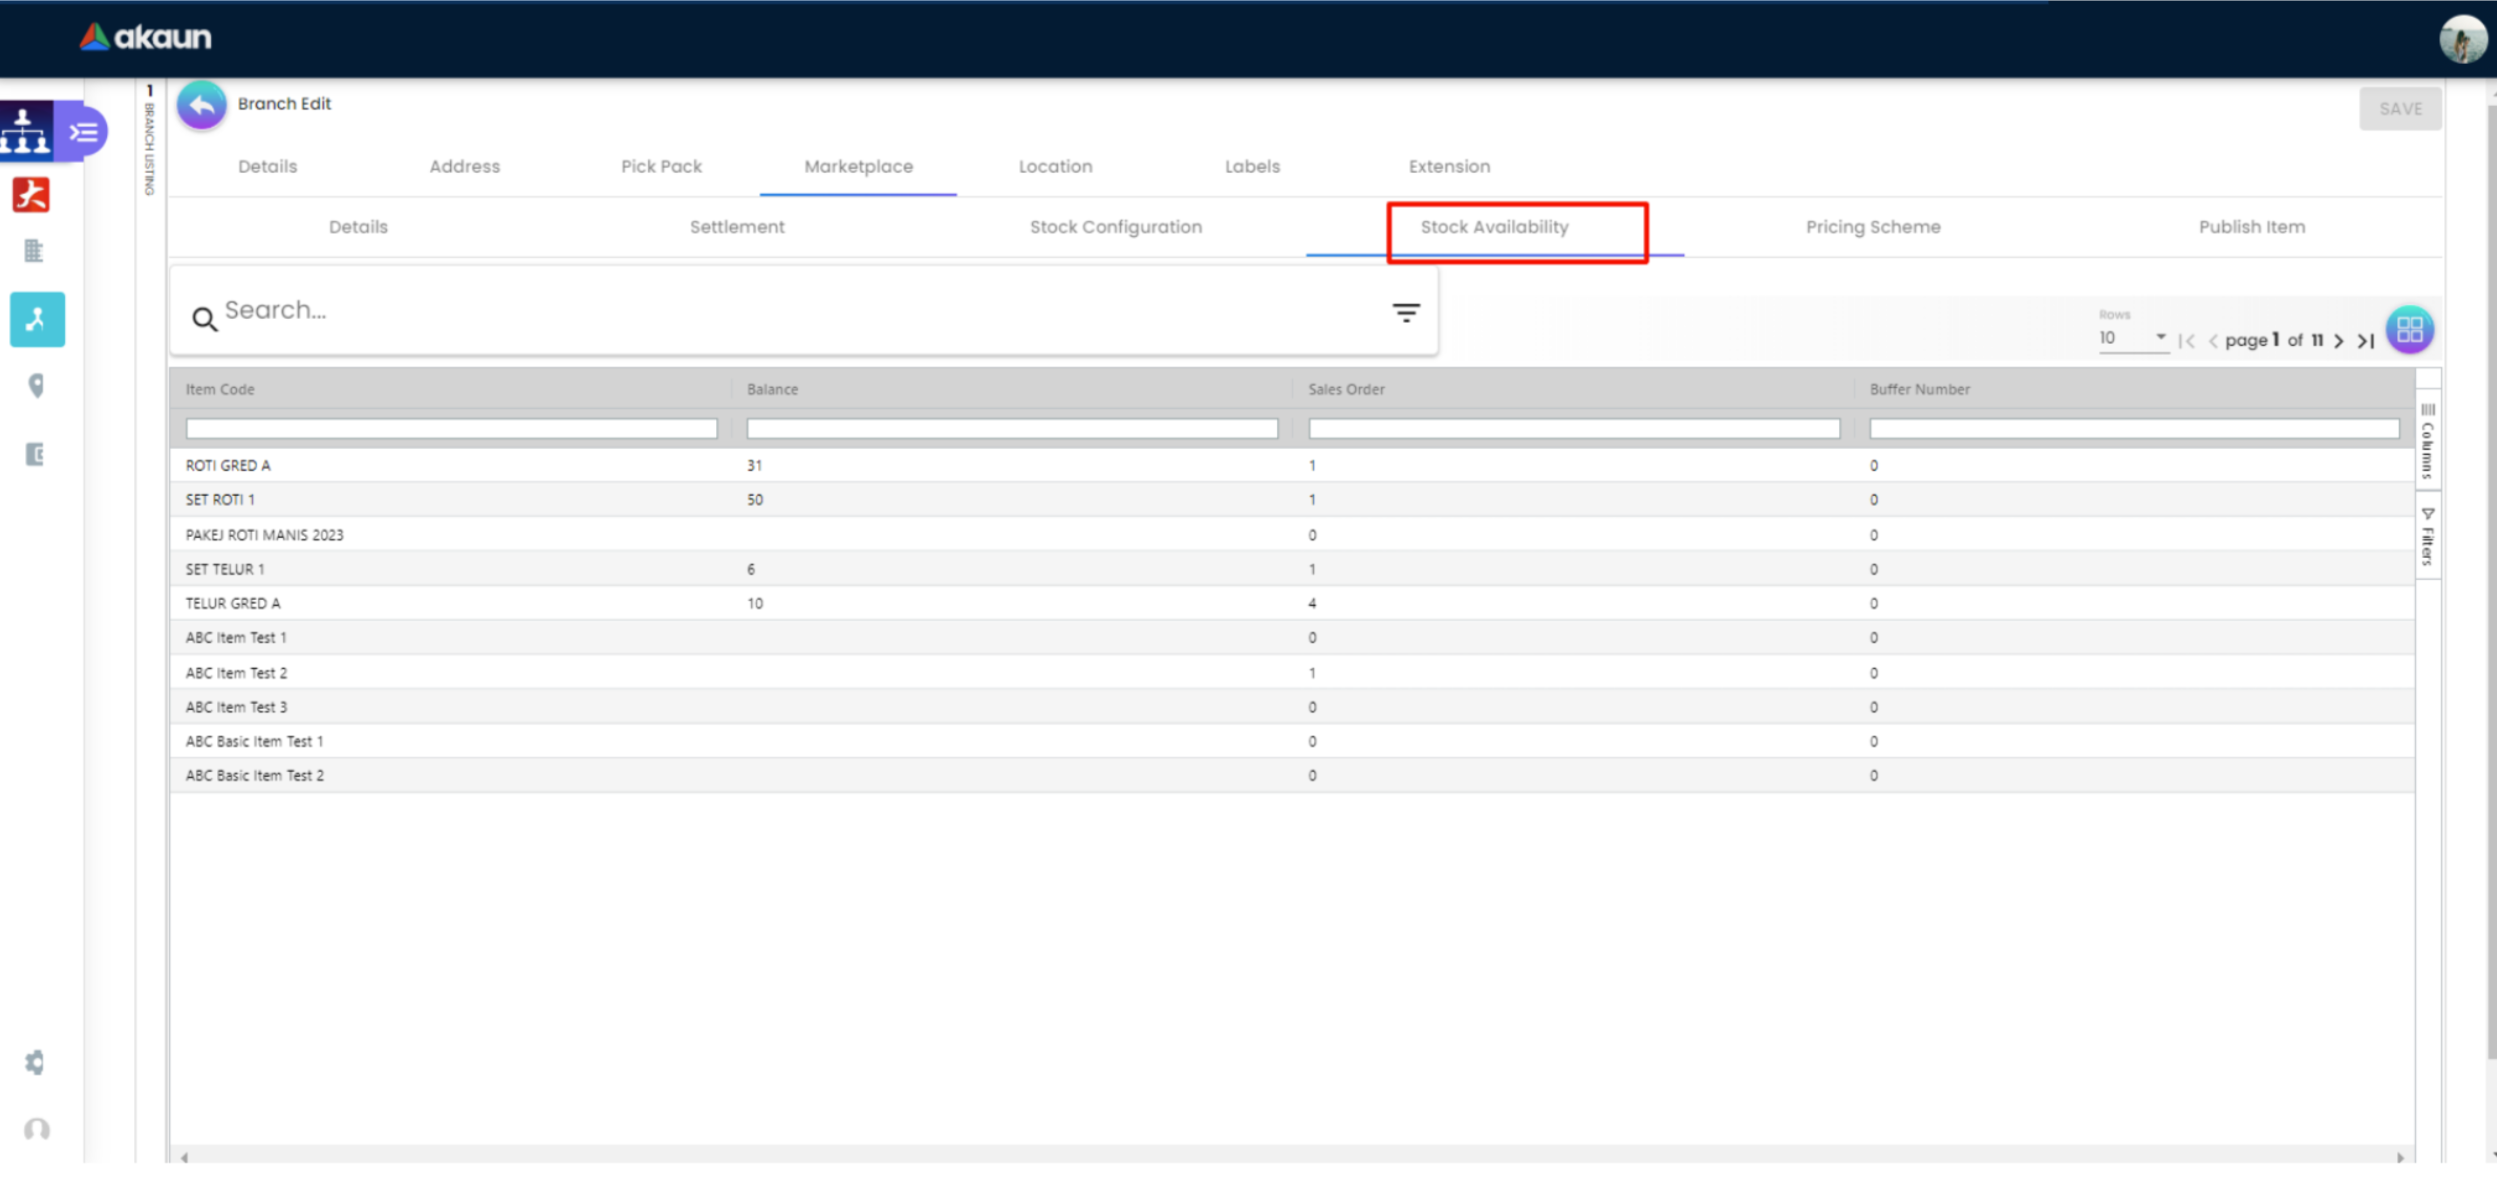 akaun
1 BRANCH LISTING
Branch Edit
SAVE
Details Address Pick Pack Marketplace Location Labels Extension
Details Settlement Stock Configuration Stock Availability Pricing Scheme Publish Item
Search...
Rows
10 page 1 of 11
Item Code Balance Sales Order Buffer Number
ROTI GRED A 31 1 0
SET ROTI 1 50 1 0
PAKEJ ROTI MANIS 2023 0 0
SET TELUR 1 6 1 0
TELUR GRED A 10 4 0
ABC Item Test 1 0 0
ABC Item Test 2 1 0
ABC Item Test 3 0 0
ABC Basic Item Test 1 0 0
ABC Basic Item Test 2 0 0
Columns
Filters